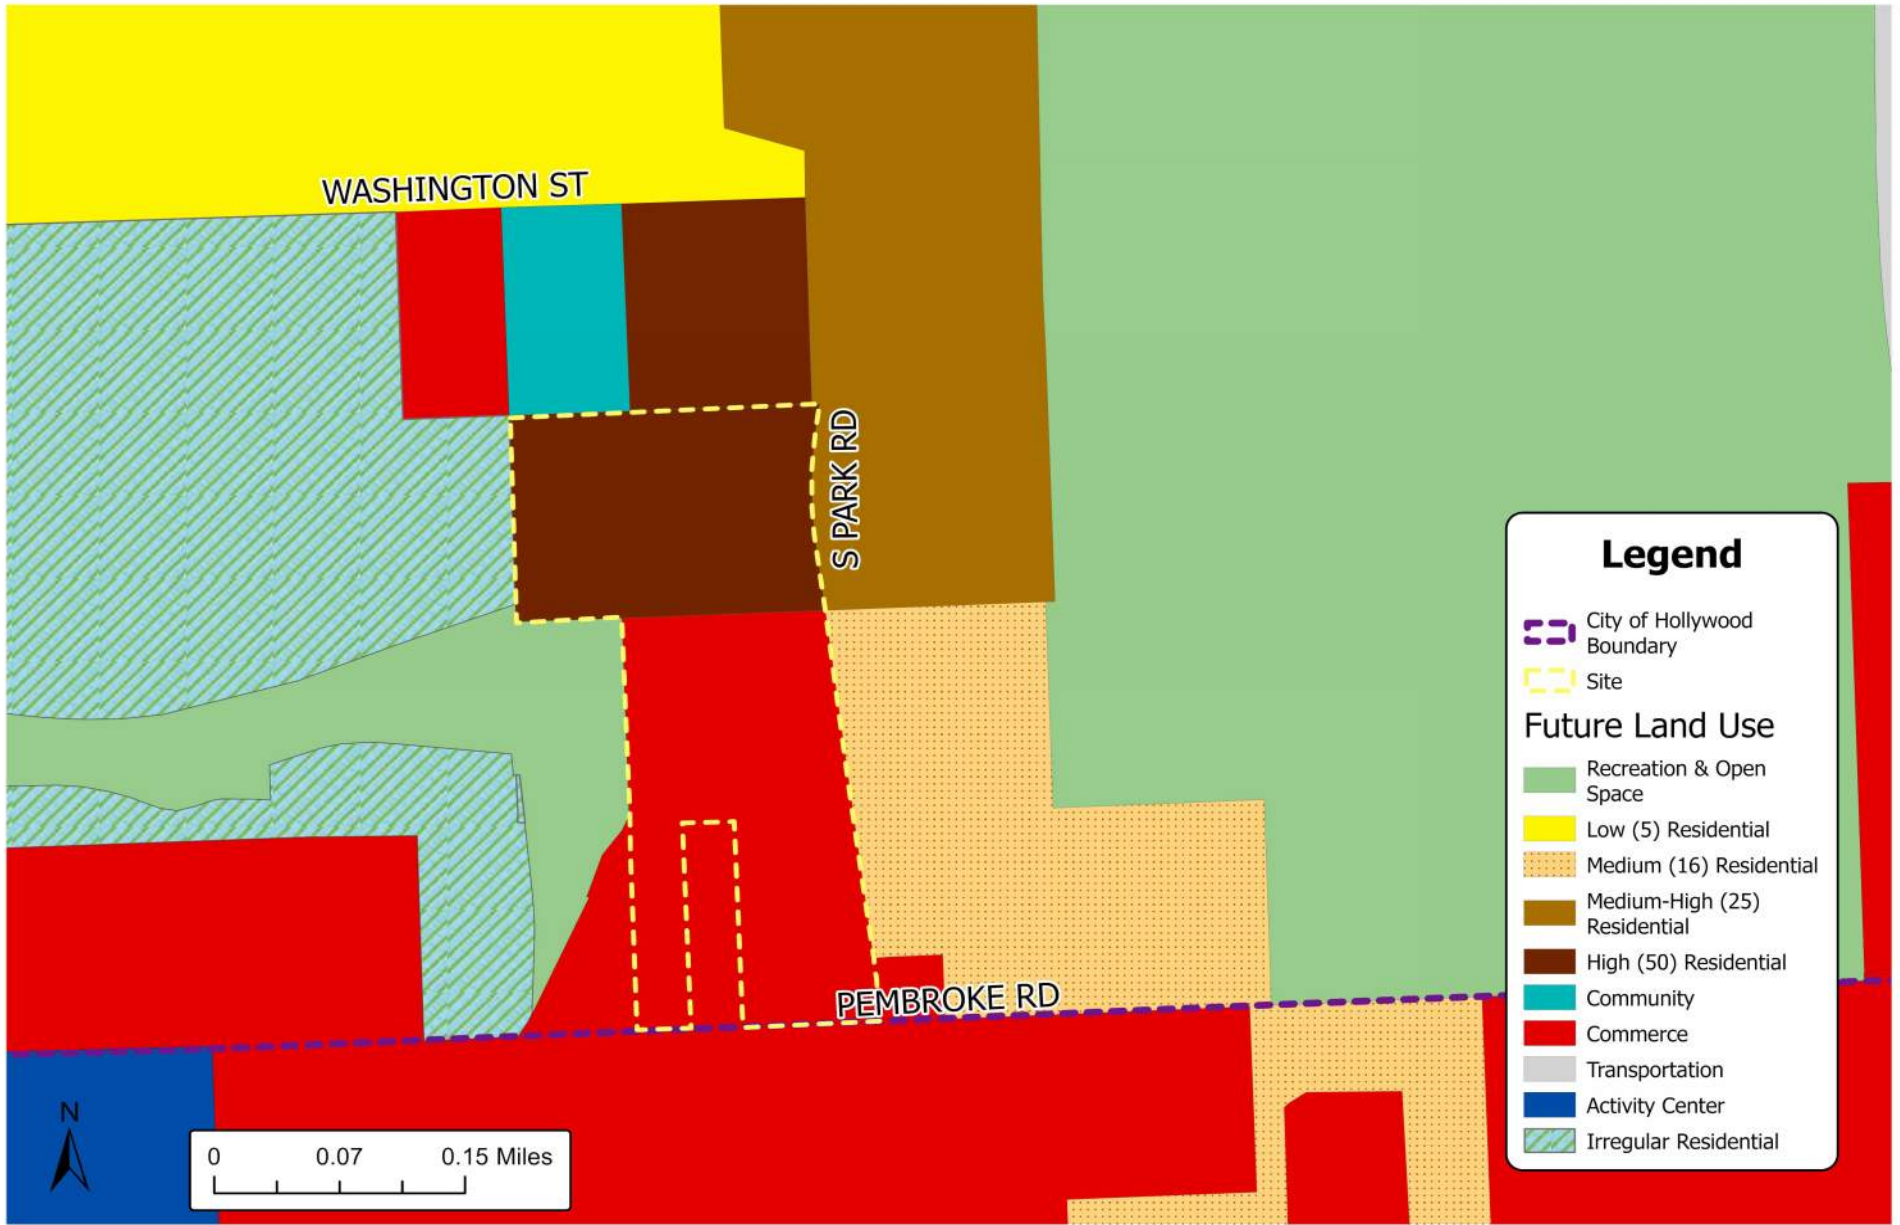 WASHINGTON ST
S PARK RD
PEMBROKE RD
Legend
City of Hollywood
Boundary
Site
Future Land Use
Recreation & Open
Space
Low (5) Residential
Medium (16) Residential
Medium-High (25)
Residential
High (50) Residential
Community
Commerce
Transportation
Activity Center
Irregular Residential
N
0 0.07 0.15 Miles